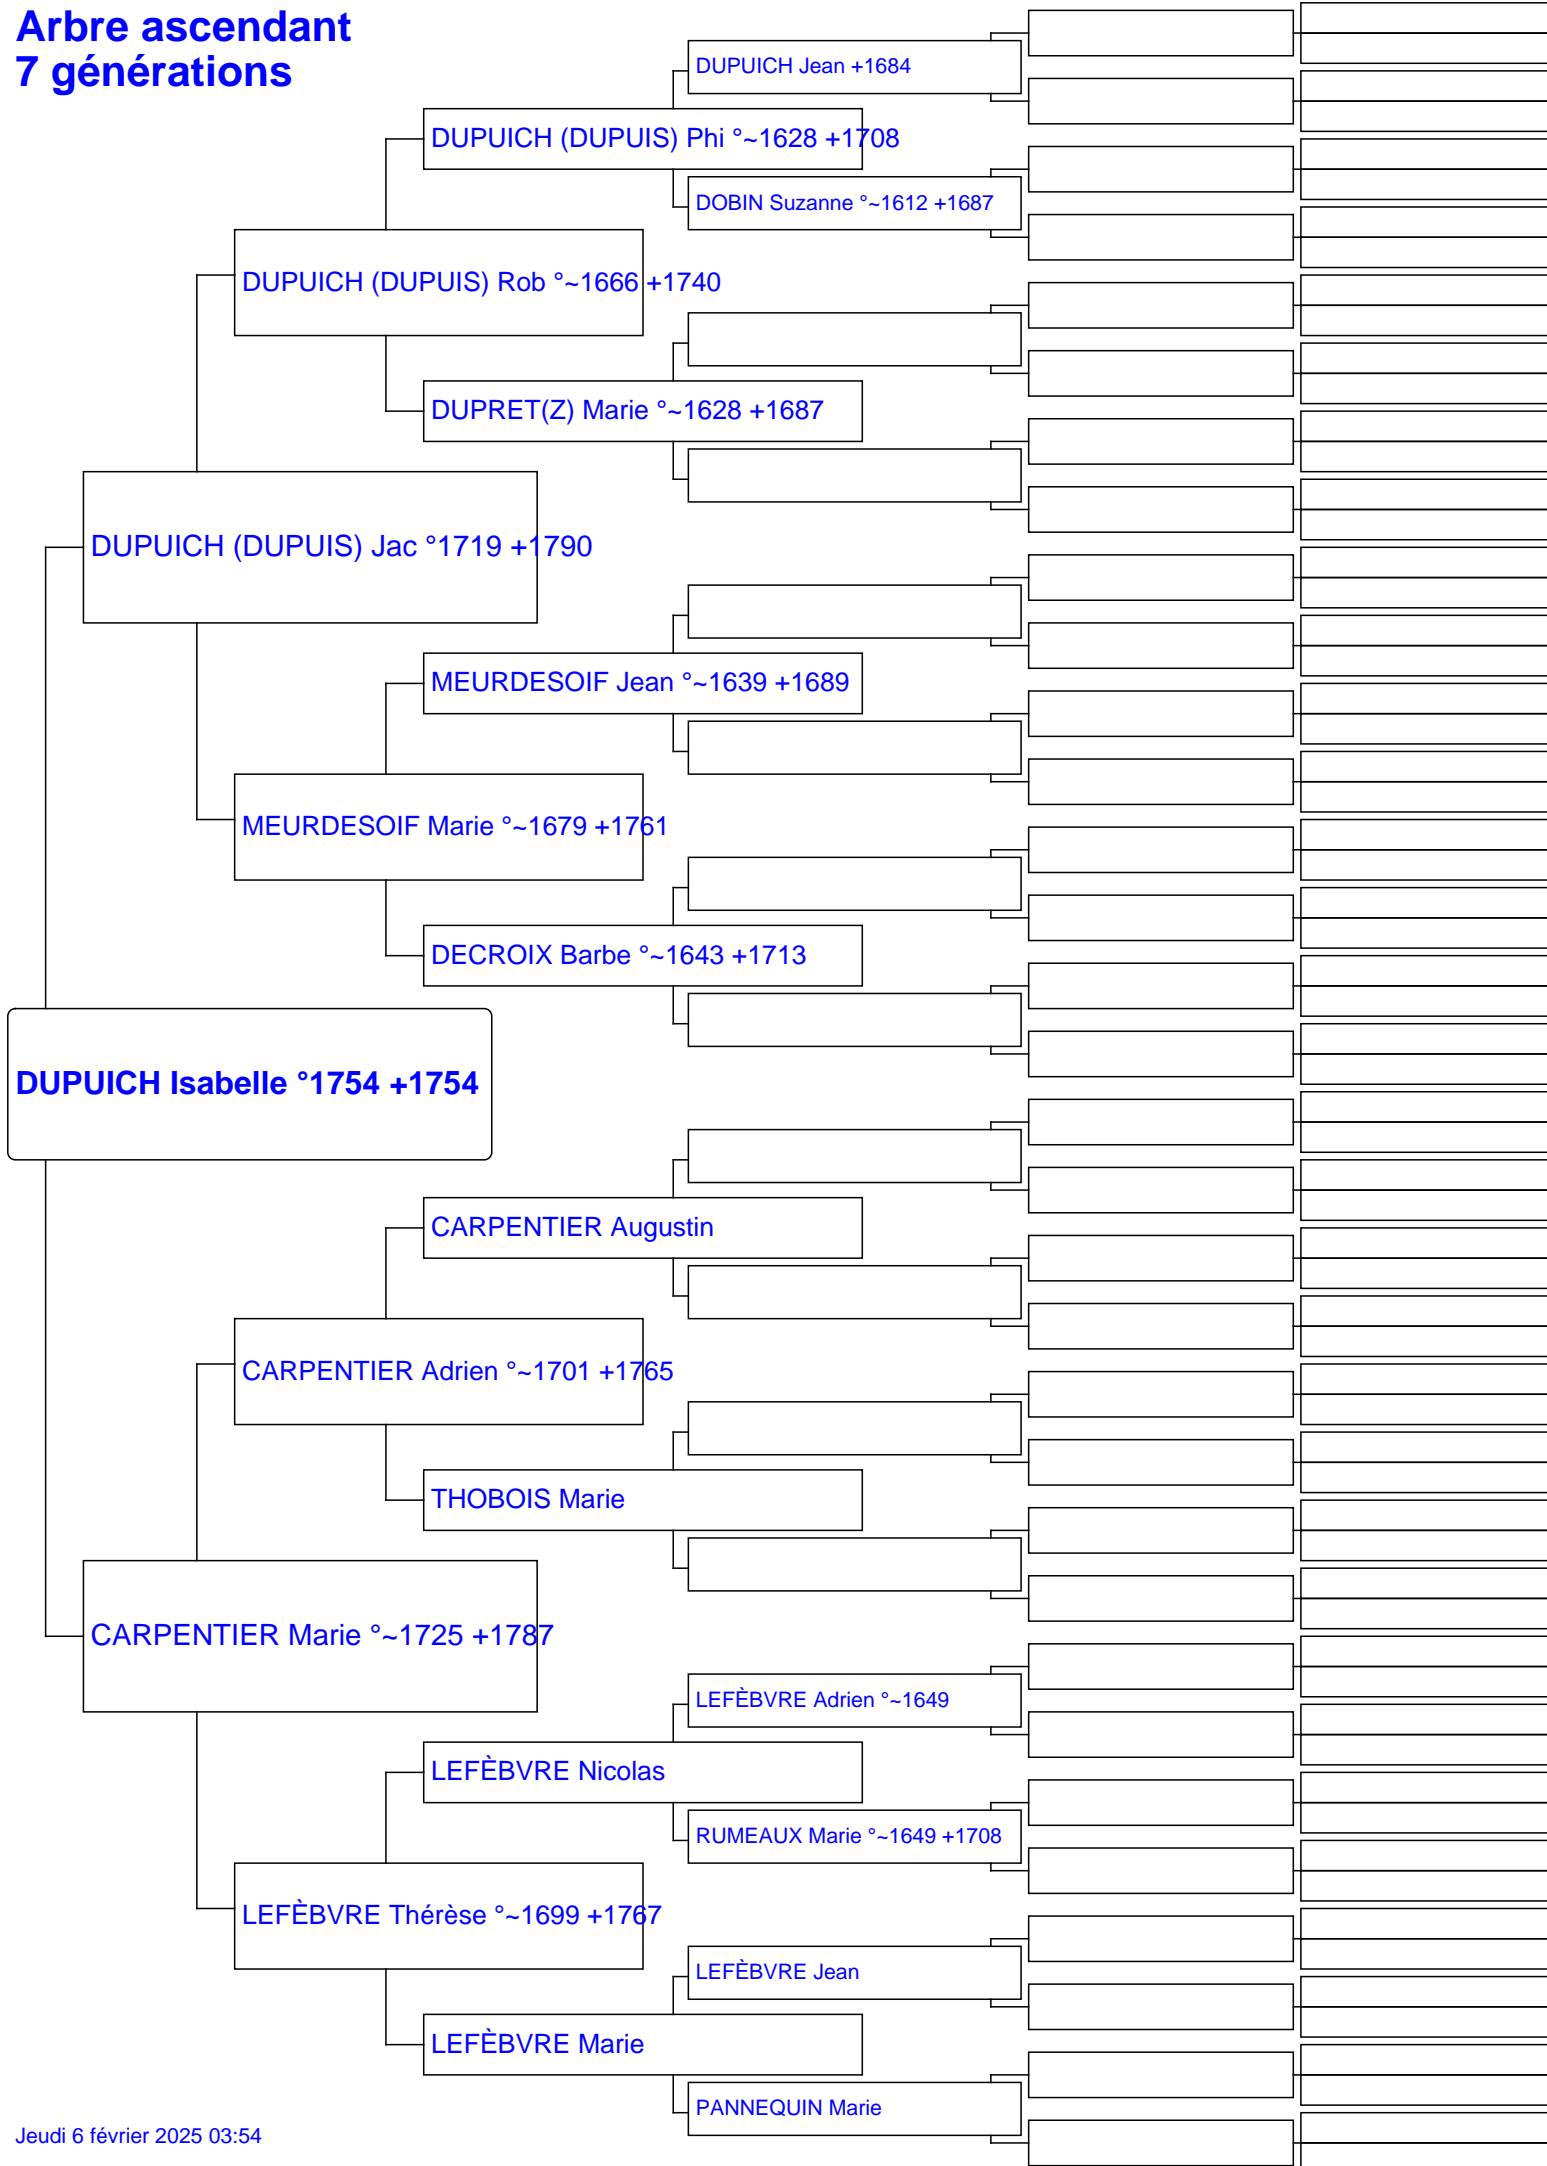 Arbre ascendant
7 générations
DUPUICH Jean +1684
DUPUICH (DUPUIS) Phi °~1628 +1708
DOBIN Suzanne °~1612 +1687
DUPUICH (DUPUIS) Rob °~1666 +1740
DUPRET(Z) Marie °~1628 +1687
DUPUICH (DUPUIS) Jac °1719 +1790
MEURDESOIF Jean °~1639 +1689
MEURDESOIF Marie °~1679 +1761
DECROIX Barbe °~1643 +1713
DUPUICH Isabelle °1754 +1754
CARPENTIER Augustin
CARPENTIER Adrien °~1701 +1765
THOBOIS Marie
CARPENTIER Marie °~1725 +1787
LEFÈBVRE Adrien °~1649
LEFÈBVRE Nicolas
RUMEAUX Marie °~1649 +1708
LEFÈBVRE Thérèse °~1699 +1767
LEFÈBVRE Jean
LEFÈBVRE Marie
PANNEQUIN Marie
Jeudi 6 février 2025 03:54